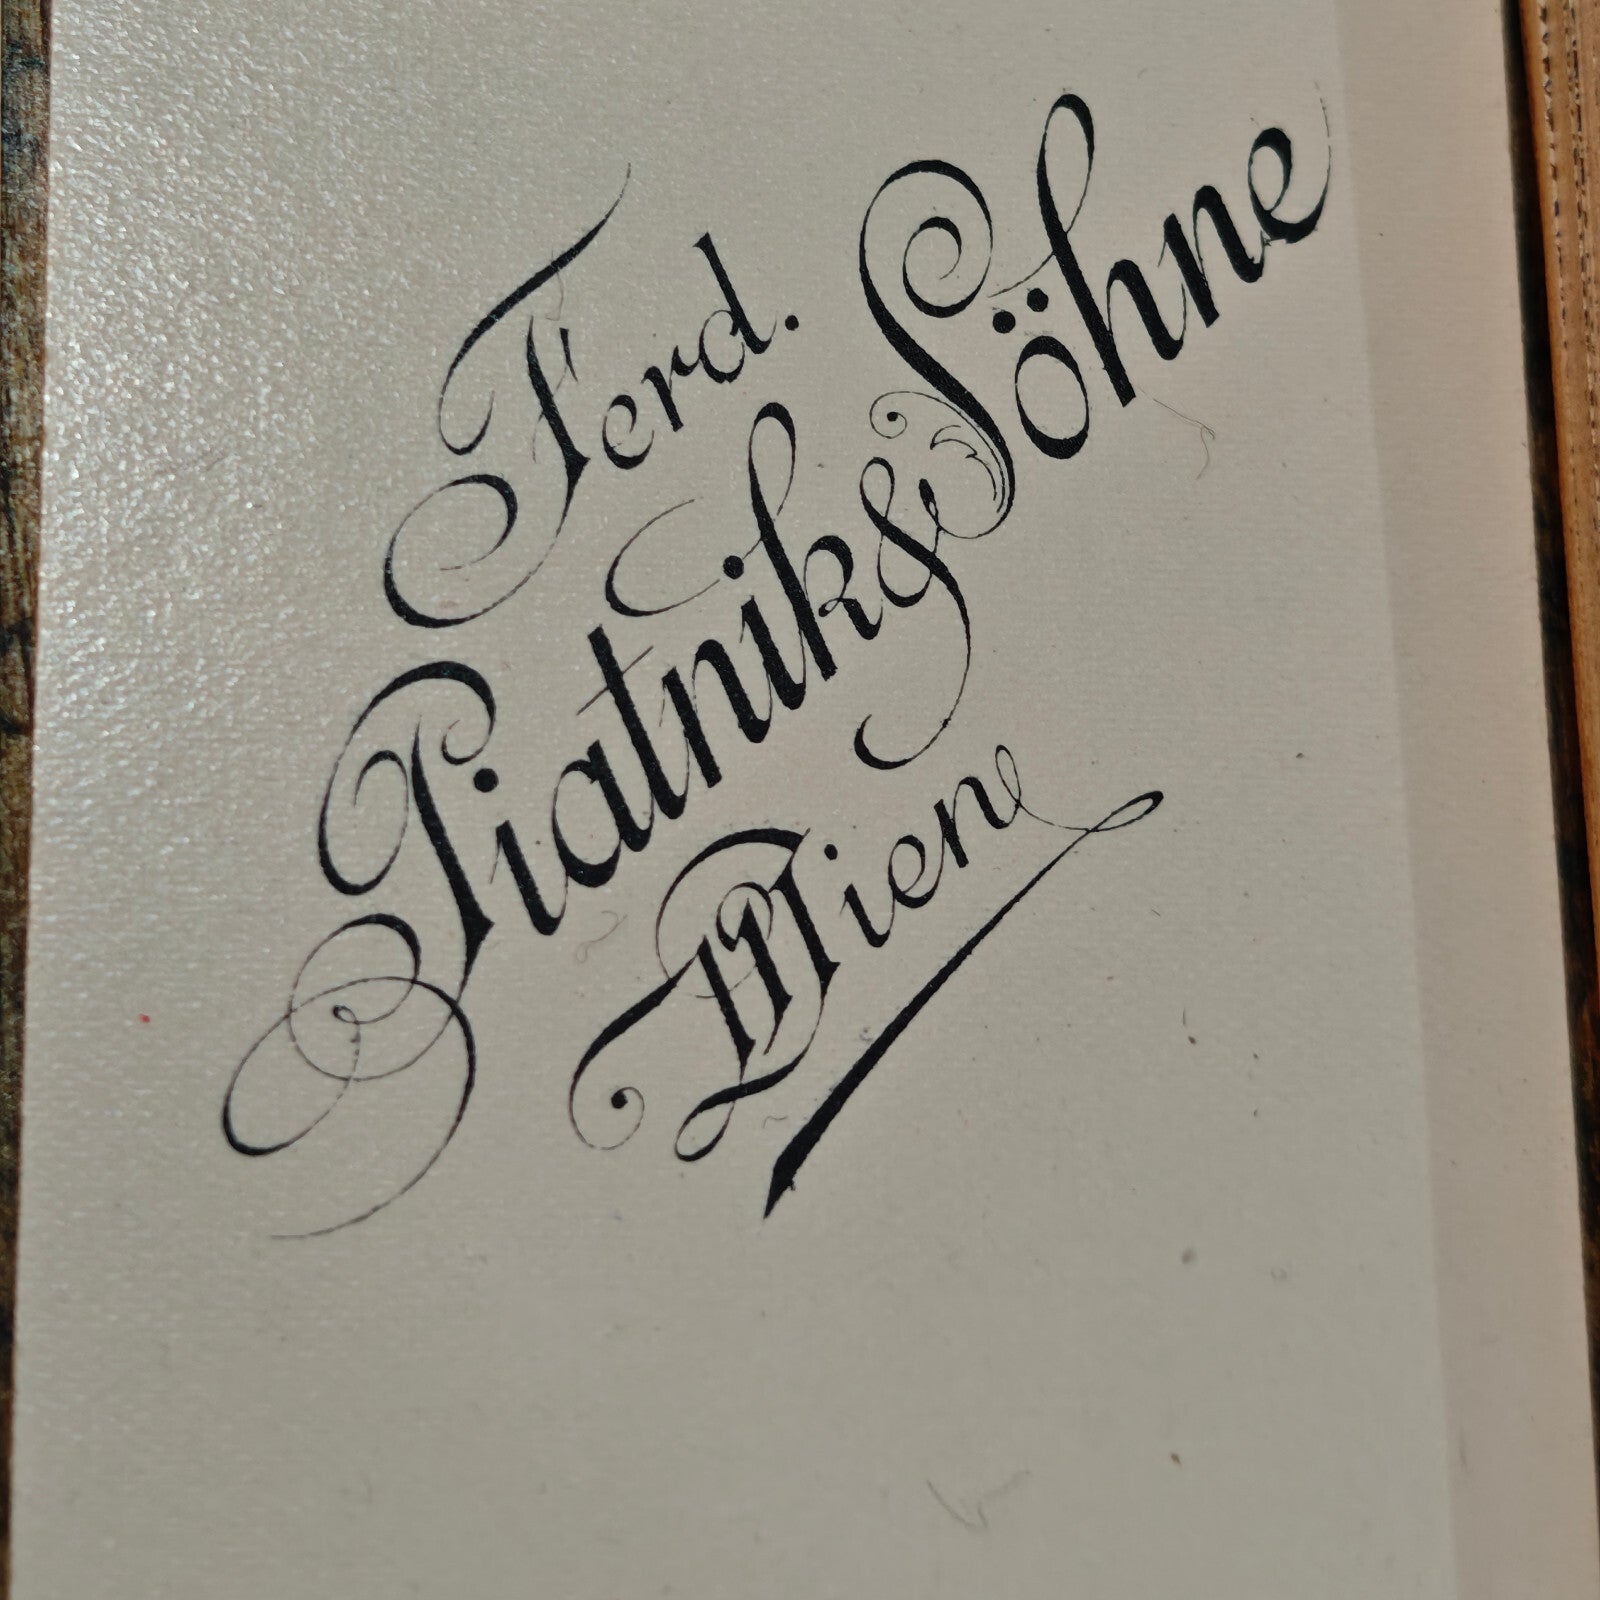 Ferd.
Piatnik & Söhne
Wien